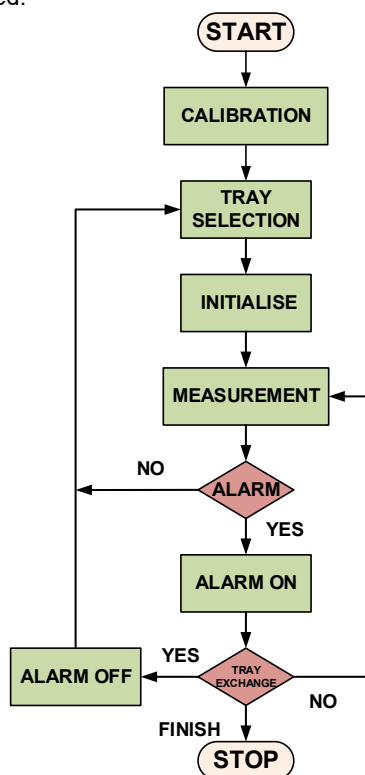 START
CALIBRATION
TRAY
SELECTION
INITIALISE
MEASUREMENT
NO
ALARM
YES
ALARM ON
YES
TRAY
EXCHANGE
ALARM OFF
NO
FINISH
STOP